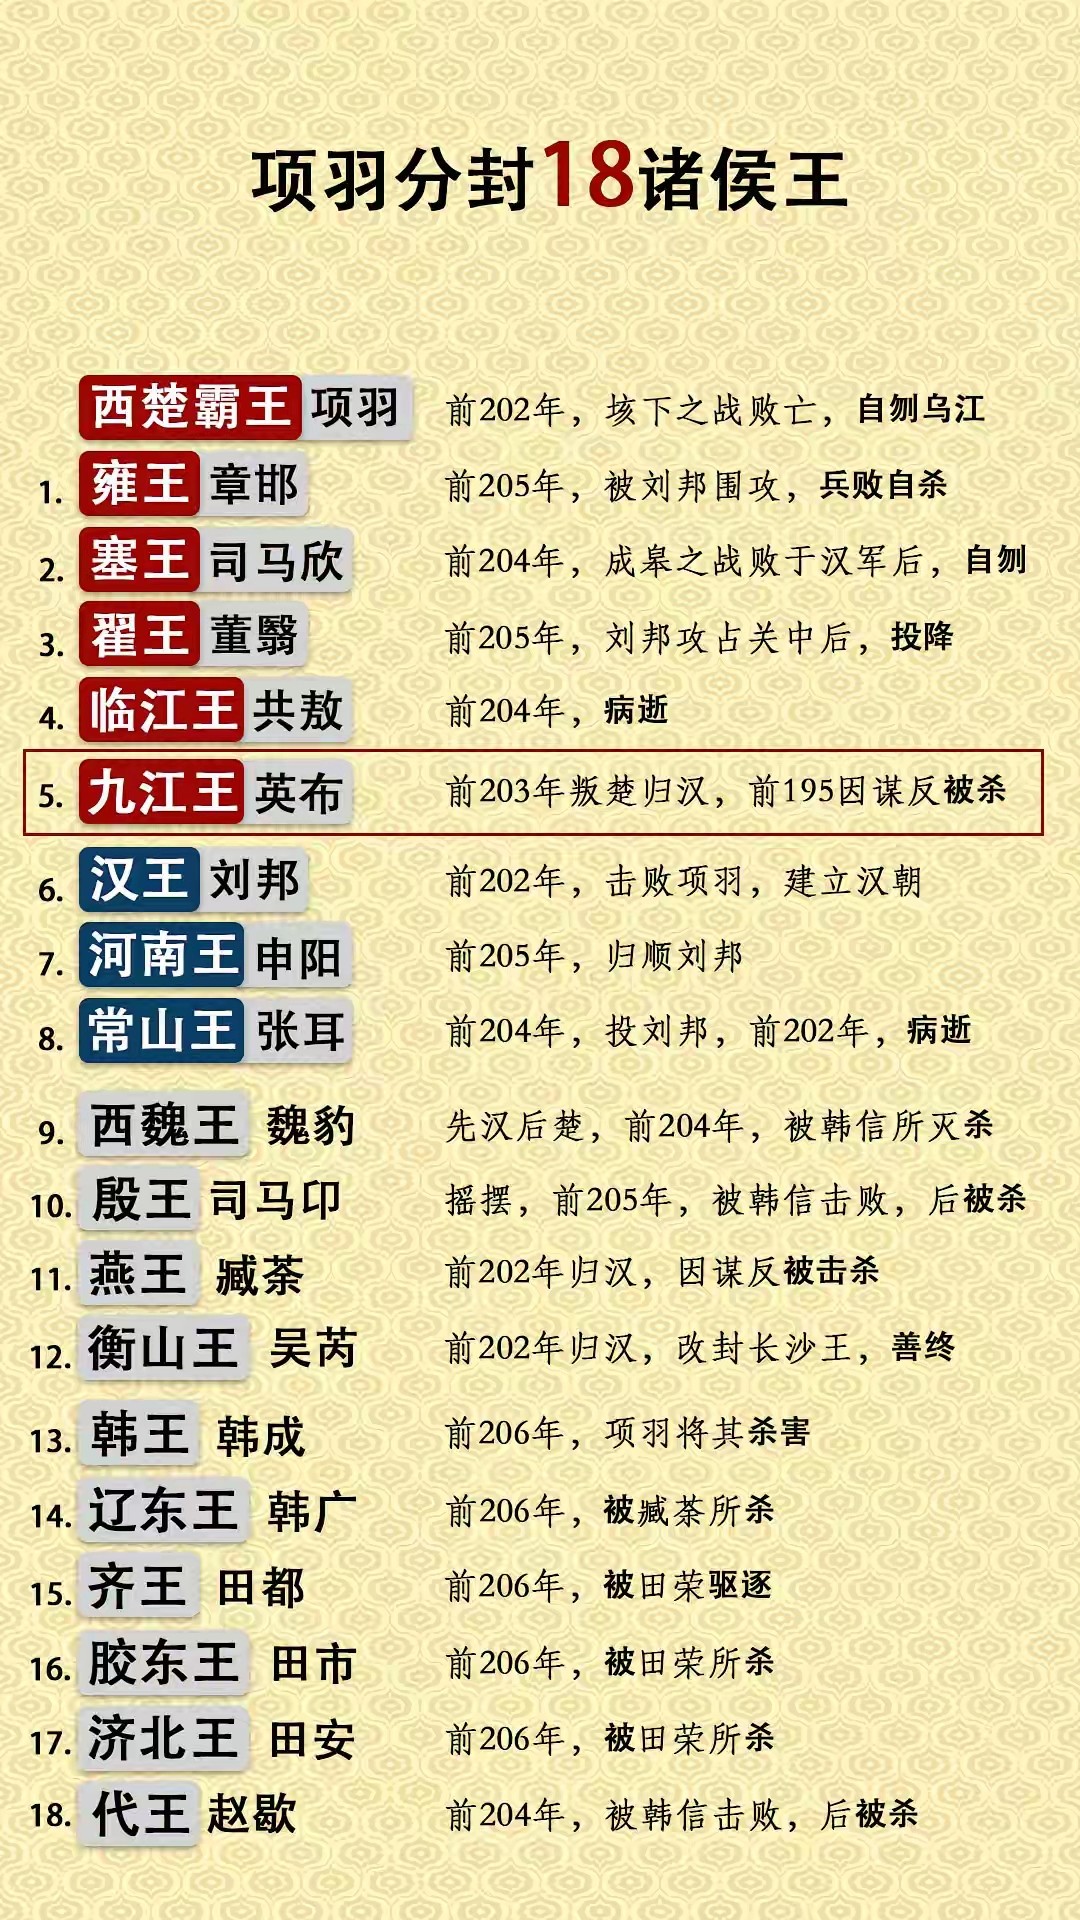 项羽分封18诸侯王
西楚霸王 项羽 前202年，垓下之战败亡，自刎乌江
1. 雍王 章邯 前205年，被刘邦围攻，兵败自杀
2. 塞王 司马欣 前204年，成皋之战败于汉军后，自刎
3. 翟王 董翳 前205年，刘邦攻占关中后，投降
4. 临江王 共敖 前204年，病逝
5. 九江王 英布 前203年叛楚归汉，前195因谋反被杀
6. 汉王 刘邦 前202年，击败项羽，建立汉朝
7. 河南王 申阳 前205年，归顺刘邦
8. 常山王 张耳 前204年，投刘邦，前202年，病逝
9. 西魏王 魏豹 先汉后楚，前204年，被韩信所灭杀
10. 殷王 司马卬 摇摆，前205年，被韩信击败，后被杀
11. 燕王 臧荼 前202年归汉，因谋反被击杀
12. 衡山王 吴芮 前202年归汉，改封长沙王，善终
13. 韩王 韩成 前206年，项羽将其杀害
14. 辽东王 韩广 前206年，被臧荼所杀
15. 齐王 田都 前206年，被田荣驱逐
16. 胶东王 田市 前206年，被田荣所杀
17. 济北王 田安 前206年，被田荣所杀
18. 代王 赵歇 前204年，被韩信击败，后被杀